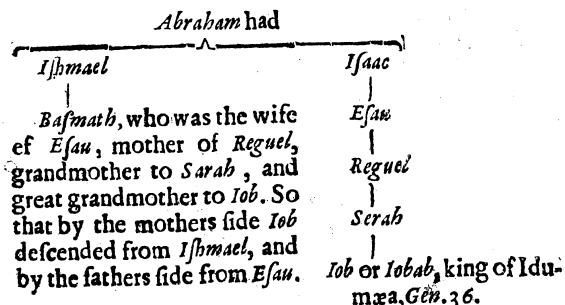 Abraham had
Iſhmael
Baſmath, who was the wife
ef Eſau, mother of Reguel,
grandmother to Sarah, and
great grandmother to Iob. So
that by the mothers ſide Iob
deſcended from Iſhmael, and
by the fathers ſide from Eſau.
Iſaac
Eſau
Reguel
Serah
Iob or Iobab, king of Idu-
mæa, Gen. 36.